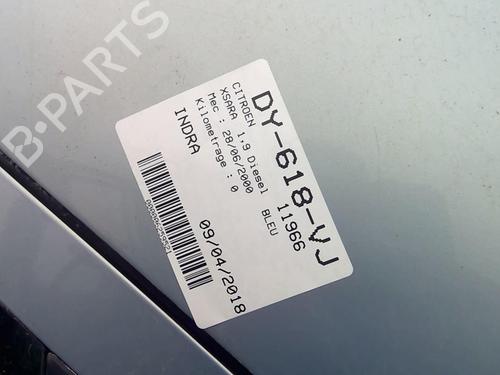 DY-618-VJ
11966
CITROEN 1,9 Diesel
XSARA BLEU
Mec : 28/06/2000
Kilometrage : 0
INDRA 09/04/2018
B-PARTS